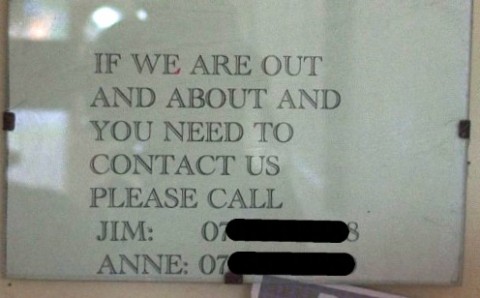 IF WE ARE OUT
AND ABOUT AND
YOU NEED TO
CONTACT US
PLEASE CALL
JIM: 07 8
ANNE: 07